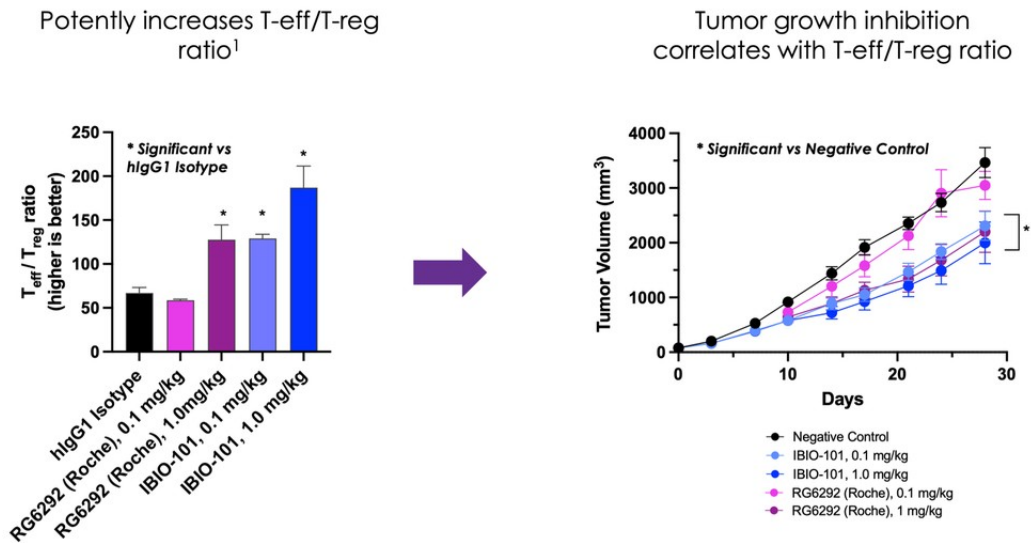 Potently increases T-eff/T-reg
ratio1
Tumor growth inhibition
correlates with T-eff/T-reg ratio
* Significant vs
hIgG1 Isotype
Teff / Treg ratio
(higher is better)
250
200
150
100
50
0
*
*
*
hIgG1 Isotype
RG6292 (Roche), 0.1 mg/kg
RG6292 (Roche), 1.0mg/kg
IBIO-101, 0.1 mg/kg
IBIO-101, 1.0 mg/kg
* Significant vs Negative Control
Tumor Volume (mm3)
4000
3000
2000
1000
0
*
0
10
20
30
Days
Negative Control
IBIO-101, 0.1 mg/kg
IBIO-101, 1.0 mg/kg
RG6292 (Roche), 0.1 mg/kg
RG6292 (Roche), 1 mg/kg